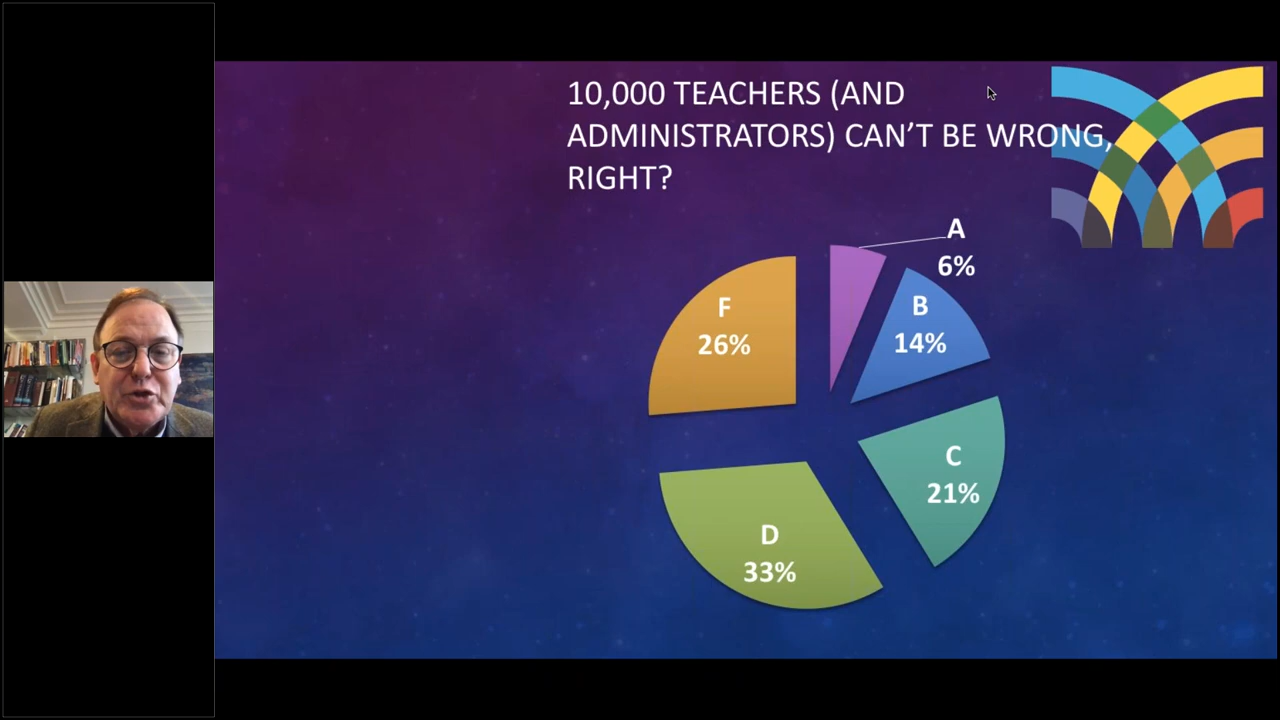 10,000 TEACHERS (AND
ADMINISTRATORS) CAN’T BE WRONG,
RIGHT?
A
6%
B
14%
C
21%
D
33%
F
26%